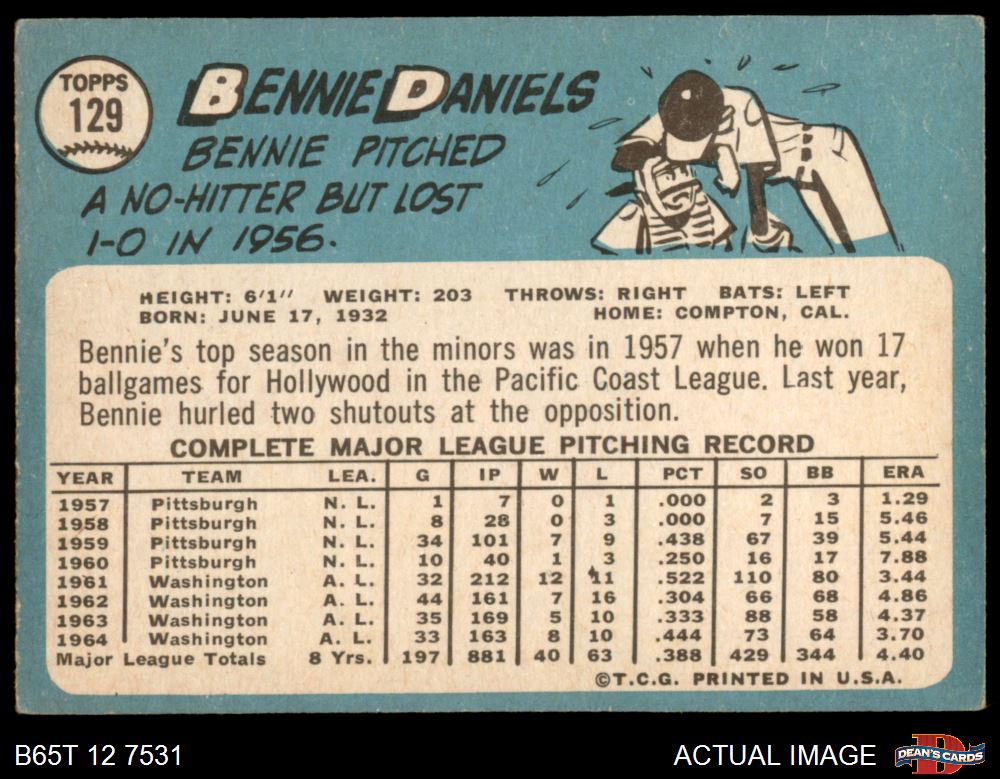 TOPPS
129
BENNIE DANIELS
BENNIE PITCHED
A NO-HITTER BUT LOST
1-0 IN 1956.
HEIGHT: 6'1" WEIGHT: 203 THROWS: RIGHT BATS: LEFT
BORN: JUNE 17, 1932 HOME: COMPTON, CAL.
Bennie's top season in the minors was in 1957 when he won 17
ballgames for Hollywood in the Pacific Coast League. Last year,
Bennie hurled two shutouts at the opposition.
COMPLETE MAJOR LEAGUE PITCHING RECORD
YEAR TEAM LEA. G IP W L PCT SO BB ERA
1957 Pittsburgh N. L. 1 7 0 1 .000 2 3 1.29
1958 Pittsburgh N. L. 8 28 0 3 .000 7 15 5.46
1959 Pittsburgh N. L. 34 101 7 9 .438 67 39 5.44
1960 Pittsburgh N. L. 10 40 1 3 .250 16 17 7.88
1961 Washington A. L. 32 212 12 11 .522 110 80 3.44
1962 Washington A. L. 44 161 7 16 .304 66 68 4.86
1963 Washington A. L. 35 169 5 10 .333 88 58 4.37
1964 Washington A. L. 33 163 8 10 .444 73 64 3.70
Major League Totals 8 Yrs. 197 881 40 63 .388 429 344 4.40
©T.C.G. PRINTED IN U.S.A.
B65T 12 7531 ACTUAL IMAGE DEAN'S CARDS